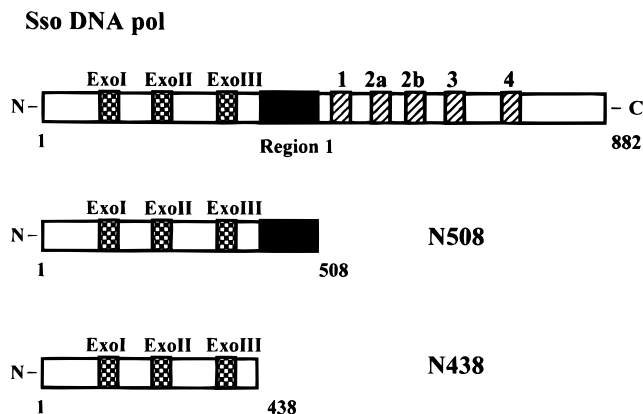 Sso DNA pol
ExoI ExoII ExoIII 1 2a 2b 3 4
N– –C
1 Region 1 882
ExoI ExoII ExoIII
N– N508
1 508
ExoI ExoII ExoIII
N– N438
1 438